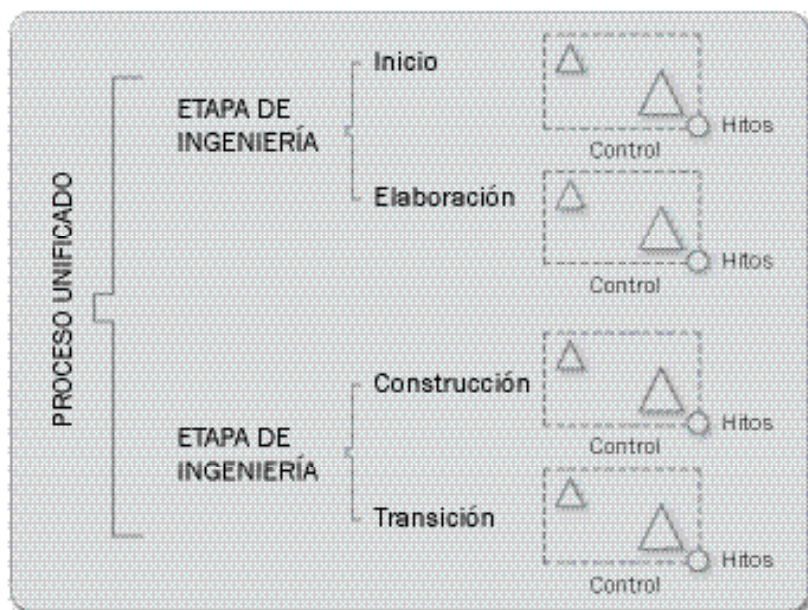 PROCESO UNIFICADO
ETAPA DE
INGENIERÍA
Inicio
Hitos
Control
Elaboración
Hitos
Control
ETAPA DE
INGENIERÍA
Construcción
Hitos
Control
Transición
Hitos
Control